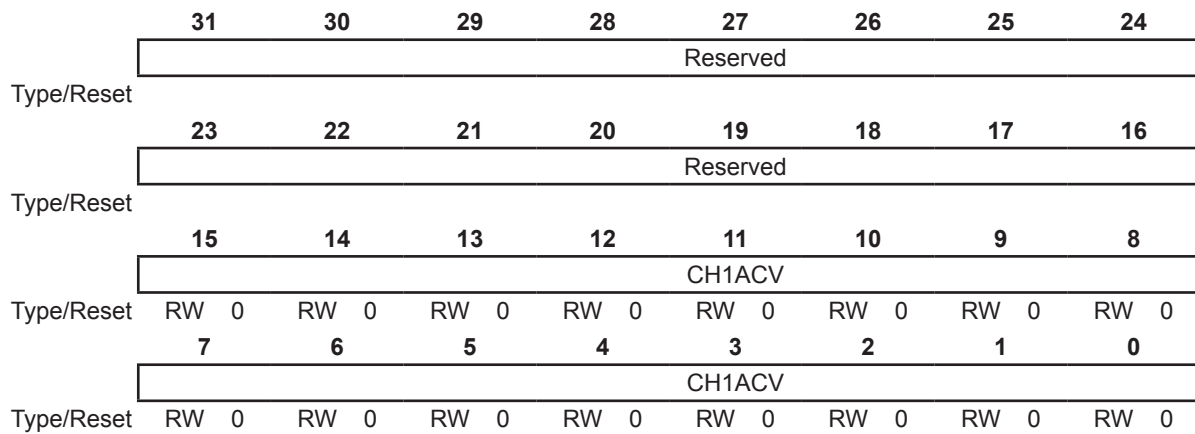 31 30 29 28 27 26 25 24
Reserved
Type/Reset
23 22 21 20 19 18 17 16
Reserved
Type/Reset
15 14 13 12 11 10 9 8
CH1ACV
Type/Reset RW 0 RW 0 RW 0 RW 0 RW 0 RW 0 RW 0 RW 0
7 6 5 4 3 2 1 0
CH1ACV
Type/Reset RW 0 RW 0 RW 0 RW 0 RW 0 RW 0 RW 0 RW 0